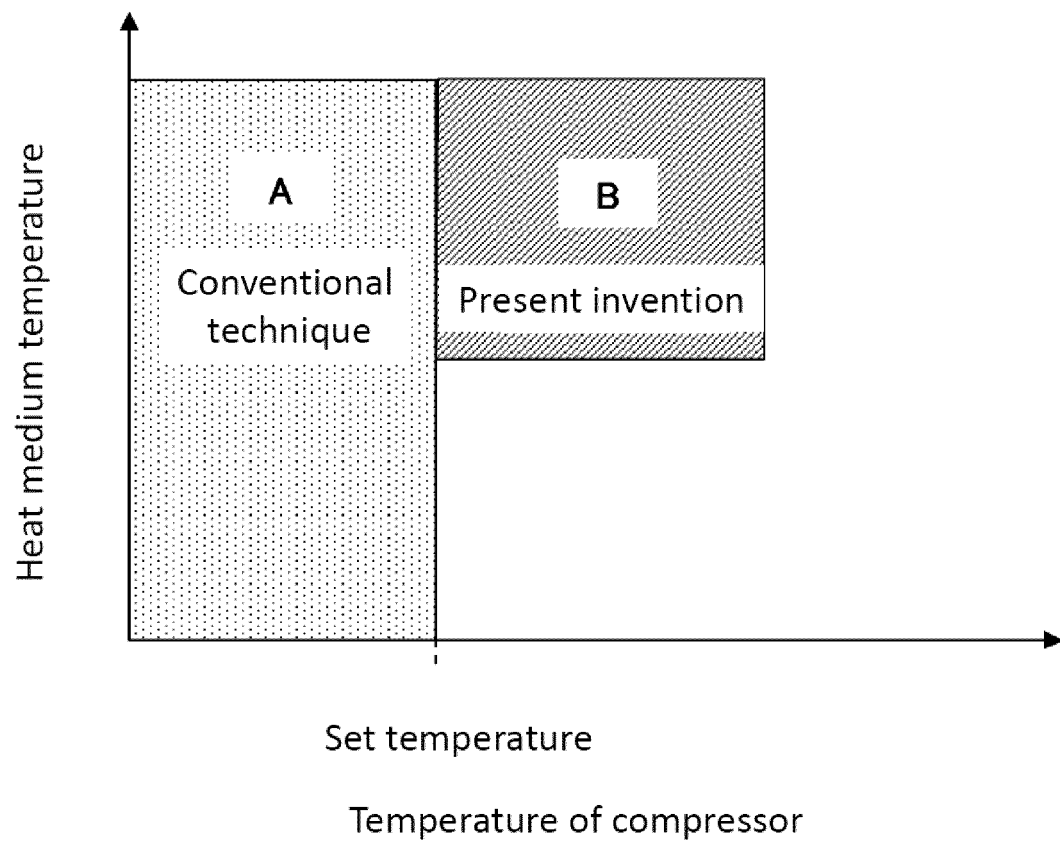 Heat medium temperature
A
Conventional
technique
B
Present invention
Set temperature
Temperature of compressor